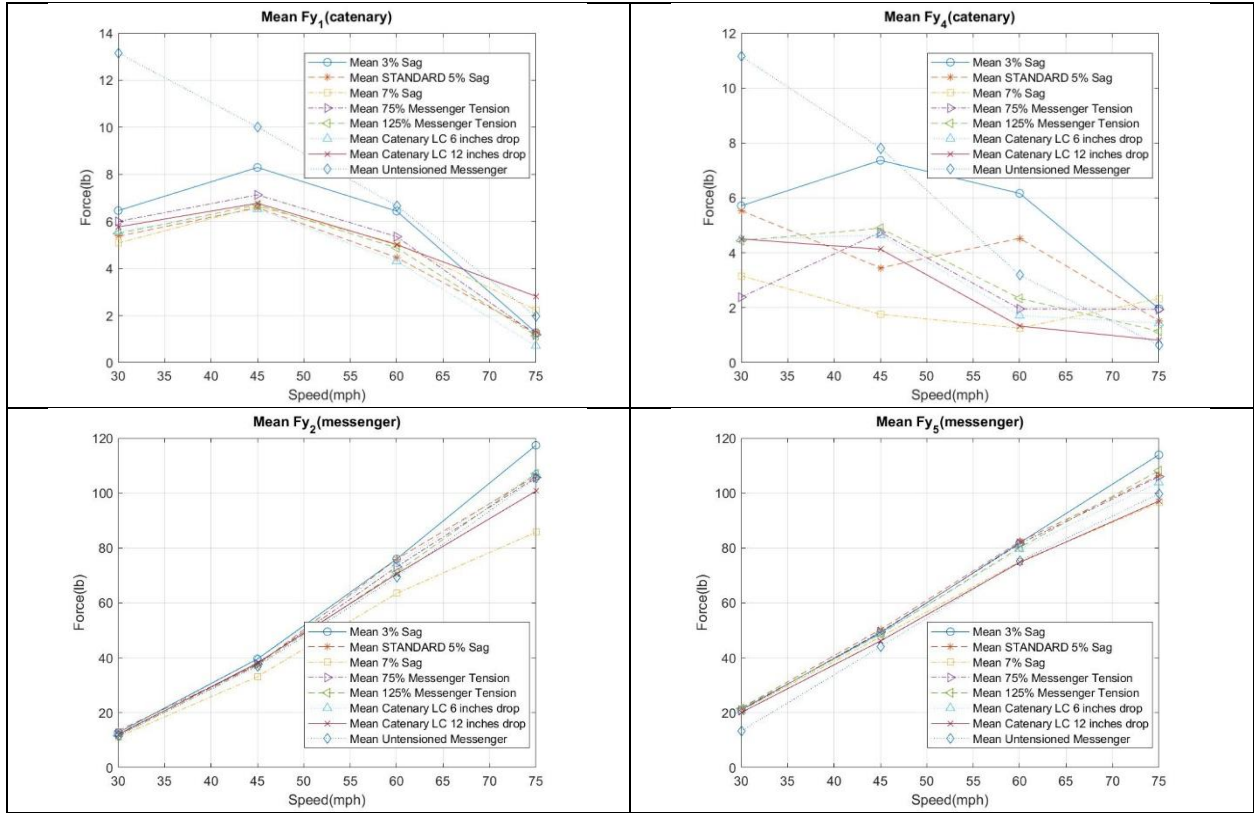 Mean Fy1(catenary)
14
12
10
8
6
4
2
0
Force(lb)
Mean 3% Sag
Mean STANDARD 5% Sag
Mean 7% Sag
Mean 75% Messenger Tension
Mean 125% Messenger Tension
Mean Catenary LC 6 inches drop
Mean Catenary LC 12 inches drop
Mean Untensioned Messenger
30 35 40 45 50 55 60 65 70 75
Speed(mph)
Mean Fy4(catenary)
12
10
8
6
4
2
0
Force(lb)
Mean 3% Sag
Mean STANDARD 5% Sag
Mean 7% Sag
Mean 75% Messenger Tension
Mean 125% Messenger Tension
Mean Catenary LC 6 inches drop
Mean Catenary LC 12 inches drop
Mean Untensioned Messenger
30 35 40 45 50 55 60 65 70 75
Speed(mph)
Mean Fy2(messenger)
120
100
80
60
40
20
0
Force(lb)
Mean 3% Sag
Mean STANDARD 5% Sag
Mean 7% Sag
Mean 75% Messenger Tension
Mean 125% Messenger Tension
Mean Catenary LC 6 inches drop
Mean Catenary LC 12 inches drop
Mean Untensioned Messenger
30 35 40 45 50 55 60 65 70 75
Speed(mph)
Mean Fy5(messenger)
120
100
80
60
40
20
0
Force(lb)
Mean 3% Sag
Mean STANDARD 5% Sag
Mean 7% Sag
Mean 75% Messenger Tension
Mean 125% Messenger Tension
Mean Catenary LC 6 inches drop
Mean Catenary LC 12 inches drop
Mean Untensioned Messenger
30 35 40 45 50 55 60 65 70 75
Speed(mph)